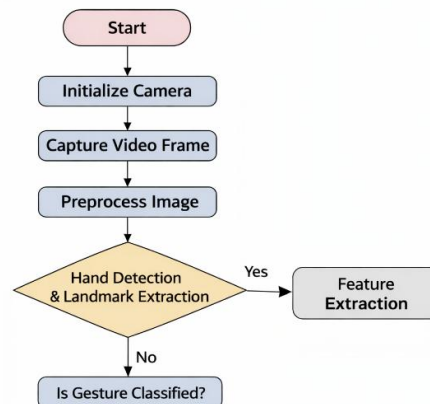 Start
Initialize Camera
Capture Video Frame
Preprocess Image
Hand Detection
& Landmark Extraction
Yes
Feature
Extraction
No
Is Gesture Classified?